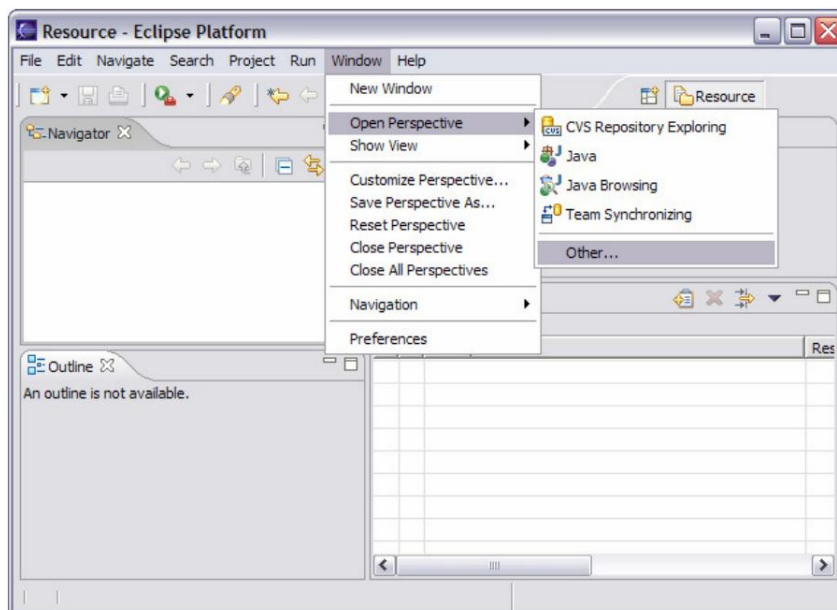 Resource - Eclipse Platform
File Edit Navigate Search Project Run Window Help
Resource
Navigator
New Window
Open Perspective
Show View
Customize Perspective...
Save Perspective As...
Reset Perspective
Close Perspective
Close All Perspectives
Navigation
Preferences
CVS
CVS Repository Exploring
Java
Java Browsing
Team Synchronizing
Other...
Outline
An outline is not available.
Res